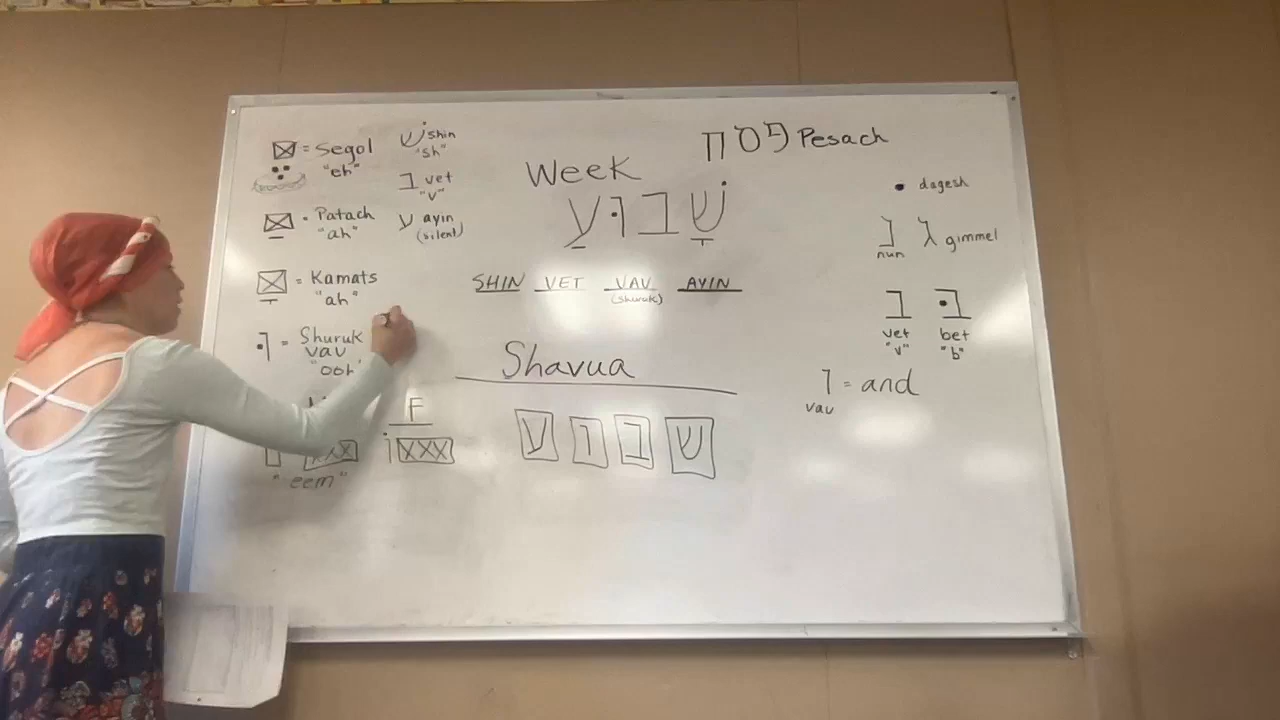 = Segol
"eh"
= Patach
"ah"
= Kamats
"ah"
וּ = Shuruk
vav
"ooh"
"eem"
F
iXXX
שׁ shin
"sh"
ב vet
"v"
ע ayin
(silent)
Week
שָׁבוּעַ
SHIN VET VAV AYIN
(Shuruk)
Shavua
ש ב ו ע
פסח Pesach
• dagesh
נ ג gimmel
nun
ב בּ
vet bet
"v" "b"
ו = and
vav